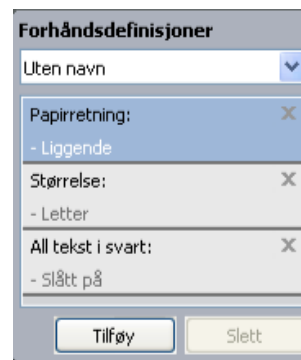 Forhåndsdefinisjoner
Uten navn
Papirretning:
- Liggende
Størrelse:
- Letter
All tekst i svart:
- Slått på
Tilføy
Slett